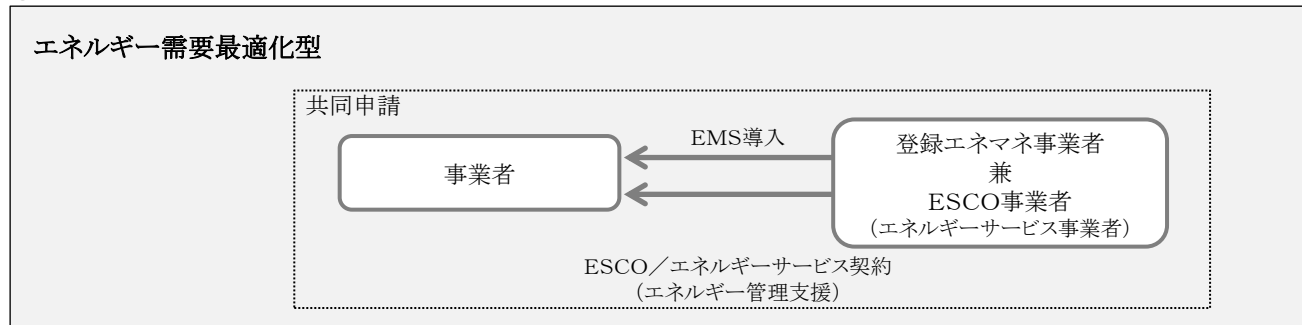 エネルギー需要最適化型
共同申請
事業者
EMS導入
登録エネマネ事業者
兼
ESCO事業者
（エネルギーサービス事業者）
ESCO／エネルギーサービス契約
（エネルギー管理支援）